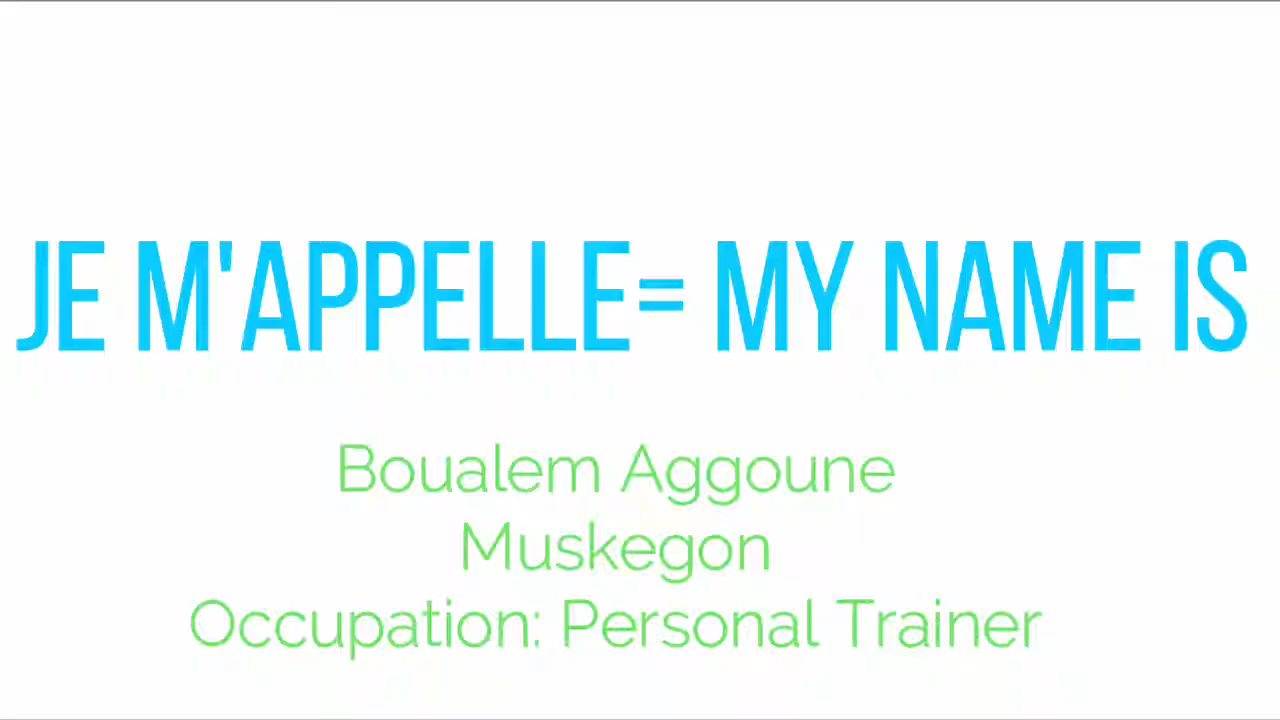 JE M'APPELLE= MY NAME IS
Boualem Aggoune
Muskegon
Occupation: Personal Trainer